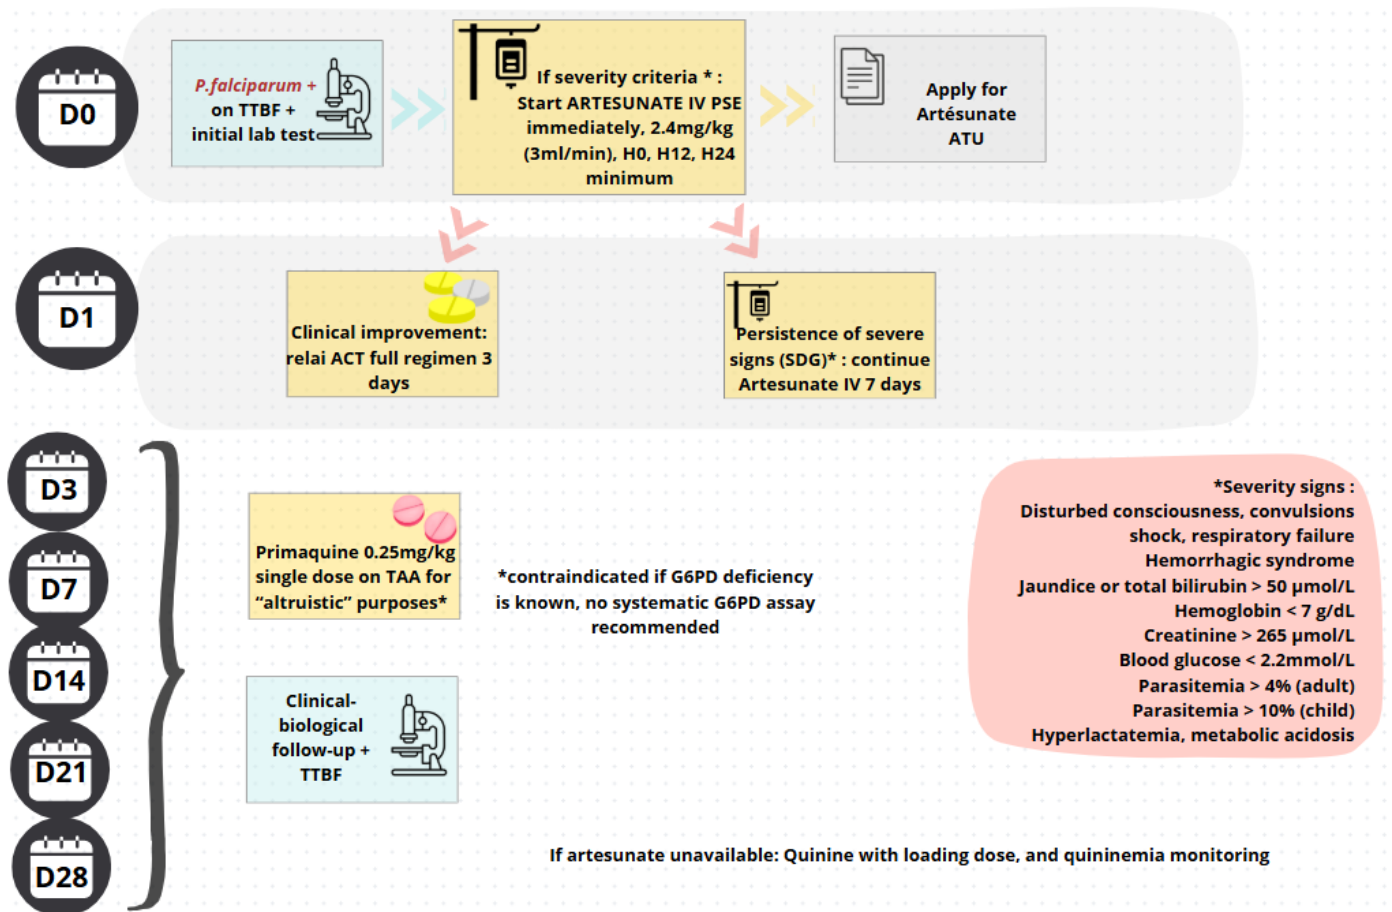 D0
P.falciparum +
on TTBF +
initial lab test
If severity criteria * :
Start ARTESUNATE IV PSE
immediately, 2.4mg/kg
(3ml/min), H0, H12, H24
minimum
Apply for
Artésunate
ATU
D1
Clinical improvement:
relai ACT full regimen 3
days
Persistence of severe
signs (SDG)* : continue
Artesunate IV 7 days
D3
D7
D14
D21
D28
Primaquine 0.25mg/kg
single dose on TAA for
“altruistic” purposes*
*contraindicated if G6PD deficiency
is known, no systematic G6PD assay
recommended
Clinical-
biological
follow-up +
TTBF
*Severity signs :
Disturbed consciousness, convulsions
shock, respiratory failure
Hemorrhagic syndrome
Jaundice or total bilirubin > 50 µmol/L
Hemoglobin < 7 g/dL
Creatinine > 265 µmol/L
Blood glucose < 2.2mmol/L
Parasitemia > 4% (adult)
Parasitemia > 10% (child)
Hyperlactatemia, metabolic acidosis
If artesunate unavailable: Quinine with loading dose, and quininemia monitoring